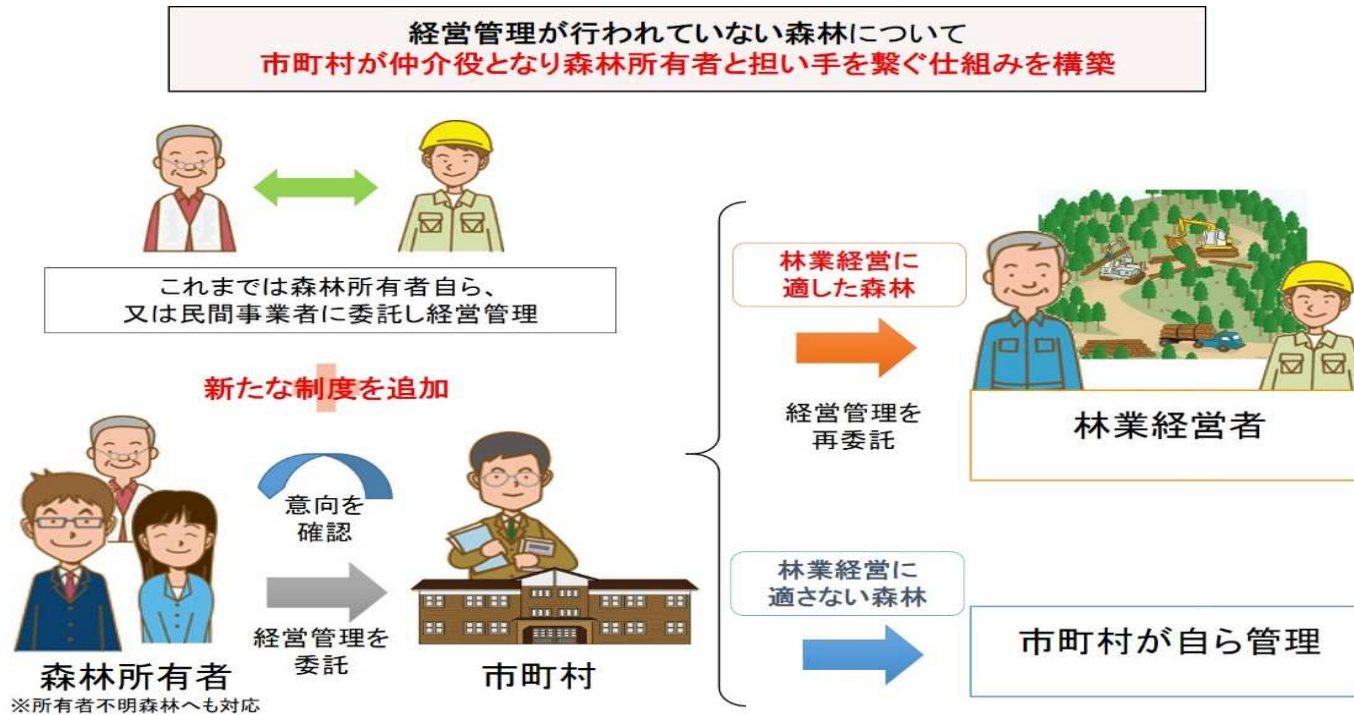 経営管理が行われていない森林について
市町村が仲介役となり森林所有者と担い手を繋ぐ仕組みを構築
これまでは森林所有者自ら、
又は民間事業者に委託し経営管理
新たな制度を追加
意向を
確認
経営管理を
委託
森林所有者
※所有者不明森林へも対応
市町村
林業経営に
適した森林
経営管理を
再委託
林業経営者
林業経営に
適さない森林
市町村が自ら管理